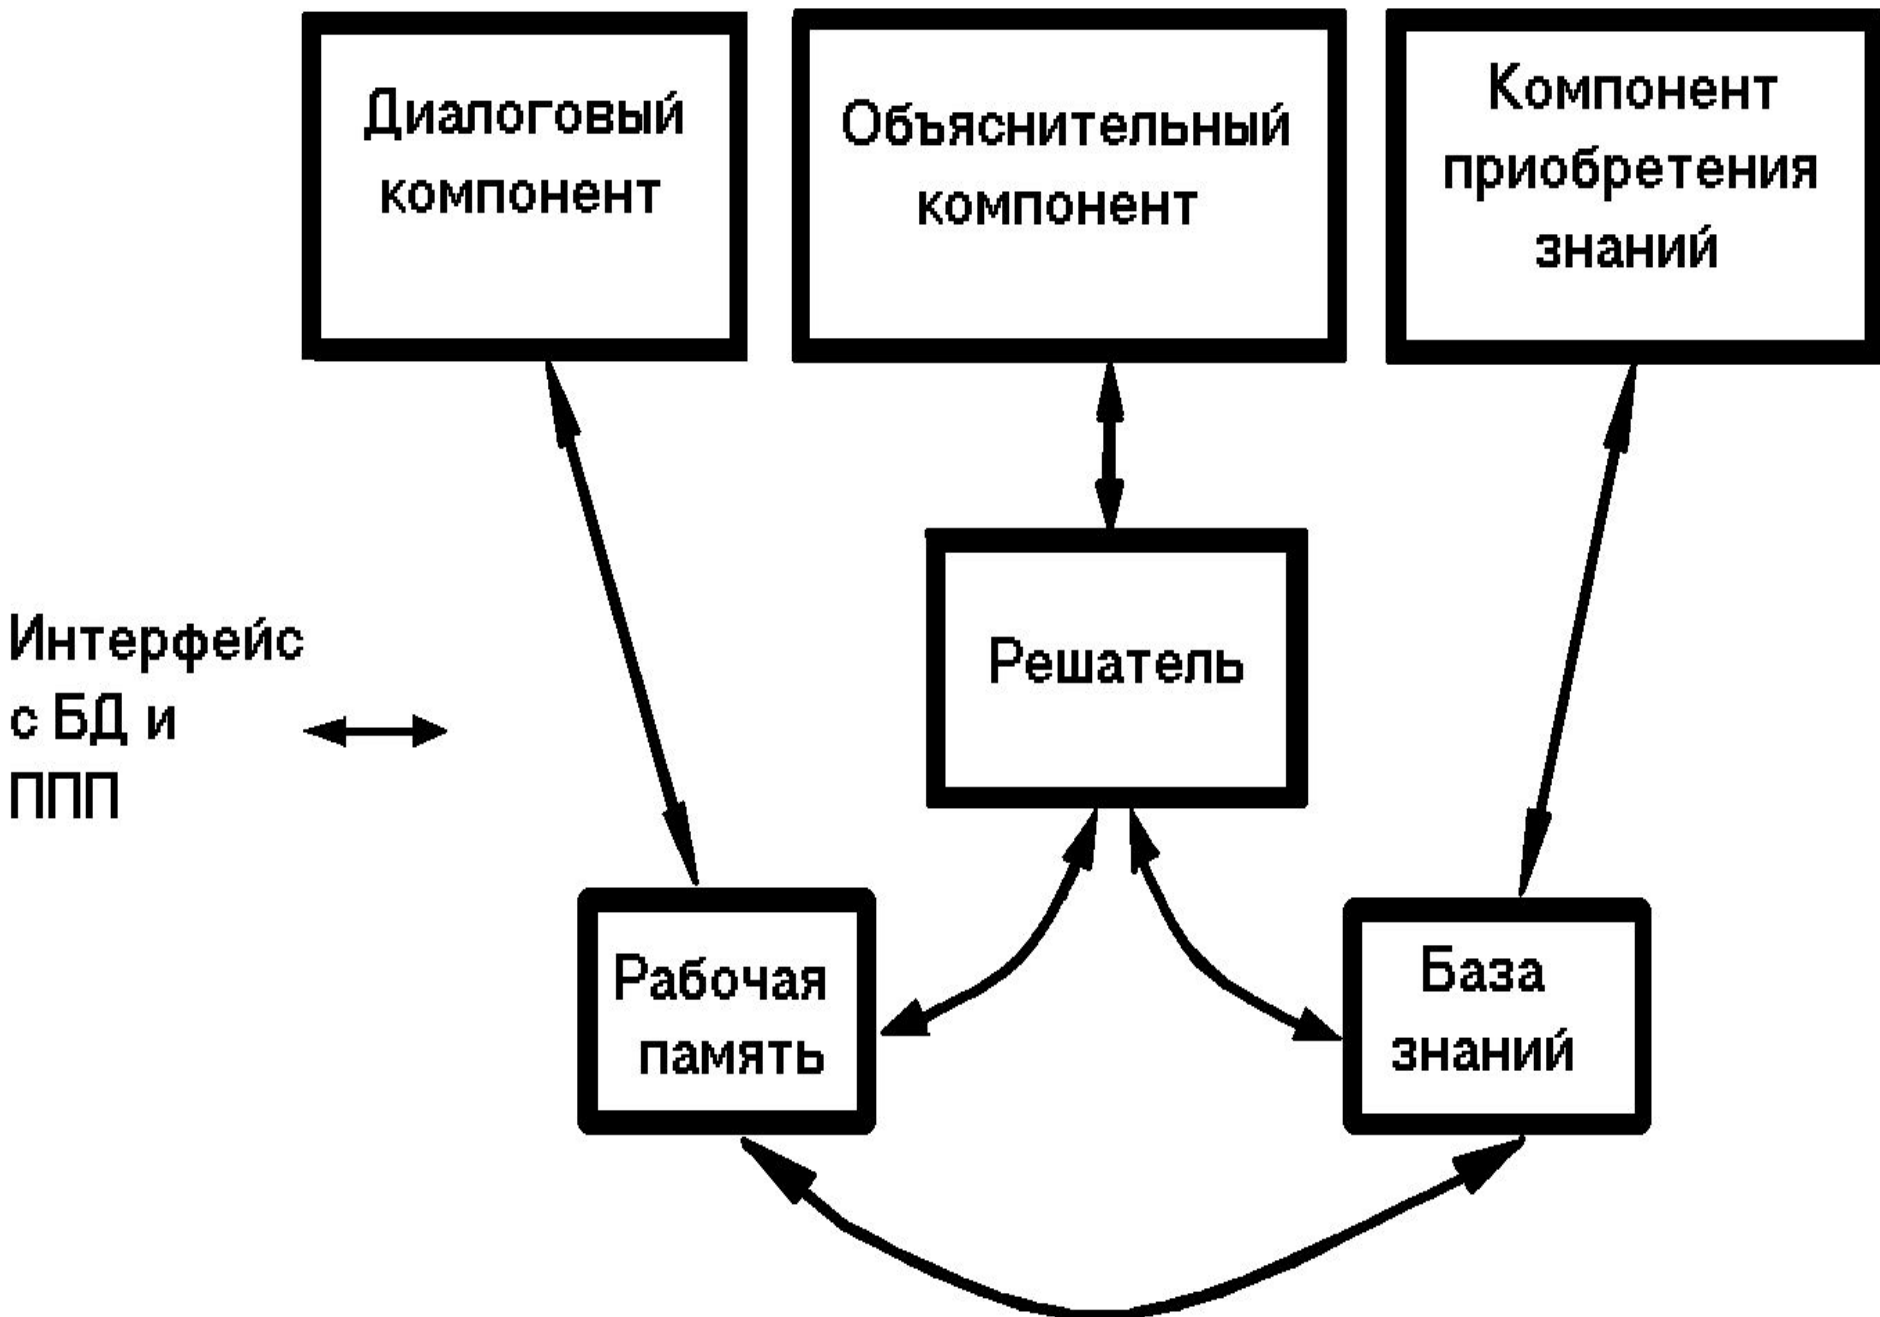 Диалоговый
компонент
Объяснительный
компонент
Компонент
приобретения
знаний
Интерфейс
с БД и
ППП
Решатель
Рабочая
память
База
знаний